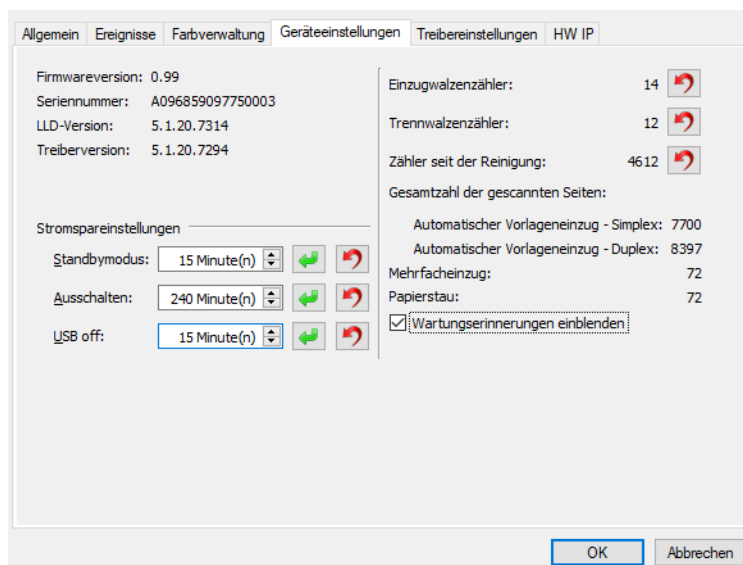 Allgemein Ereignisse Farbverwaltung Geräteeinstellungen Treibereinstellungen HW IP
Firmwareversion: 0.99
Seriennummer: A096859097750003
LLD-Version: 5.1.20.7314
Treiberversion: 5.1.20.7294
Stromspareinstellungen
Standbymodus: 15 Minute(n)
Ausschalten: 240 Minute(n)
USB off: 15 Minute(n)
Einzugwalzenzähler: 14
Trennwalzenzähler: 12
Zähler seit der Reinigung: 4612
Gesamtzahl der gescannten Seiten:
Automatischer Vorlageneinzug - Simplex: 7700
Automatischer Vorlageneinzug - Duplex: 8397
Mehrfacheinzug: 72
Papierstau: 72
Wartungserinnerungen einblenden
OK Abbrechen